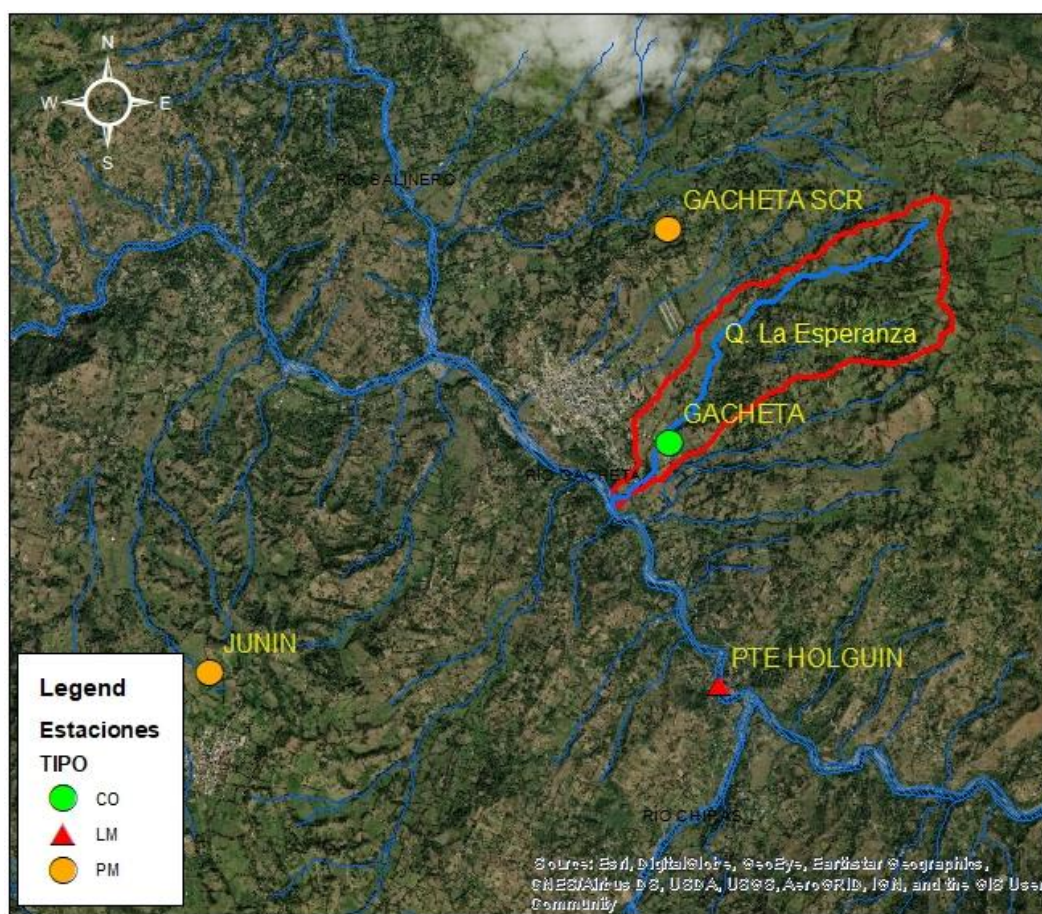 N
W E
S
RIO SALINERO
GACHETA SCR
Q. La Esperanza
GACHETA
RIO GACHETA
JUNIN
PTE HOLGUIN
RIO CHIPAS
Legend
Estaciones
TIPO
CO
LM
PM
Source: Esri, DigitalGlobe, GeoEye, Earthstar Geographics,
CNES/Airbus DS, USDA, USGS, AeroGRID, IGN, and the GIS User
Community